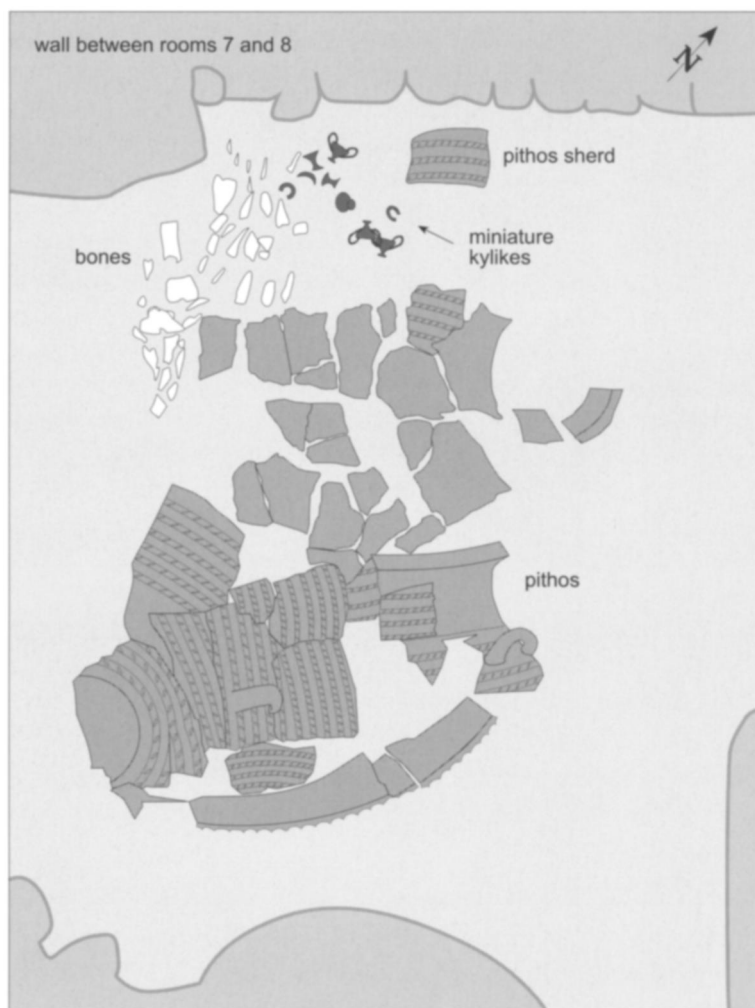 wall between rooms 7 and 8
N
pithos sherd
miniature
kylikes
bones
pithos